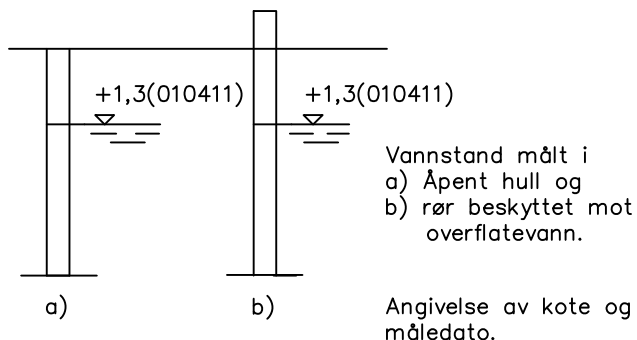 +1,3(010411)
+1,3(010411)
Vannstand målt i
a) Åpent hull og
b) rør beskyttet mot
overflatevann.
a)
b)
Angivelse av kote og
måledato.